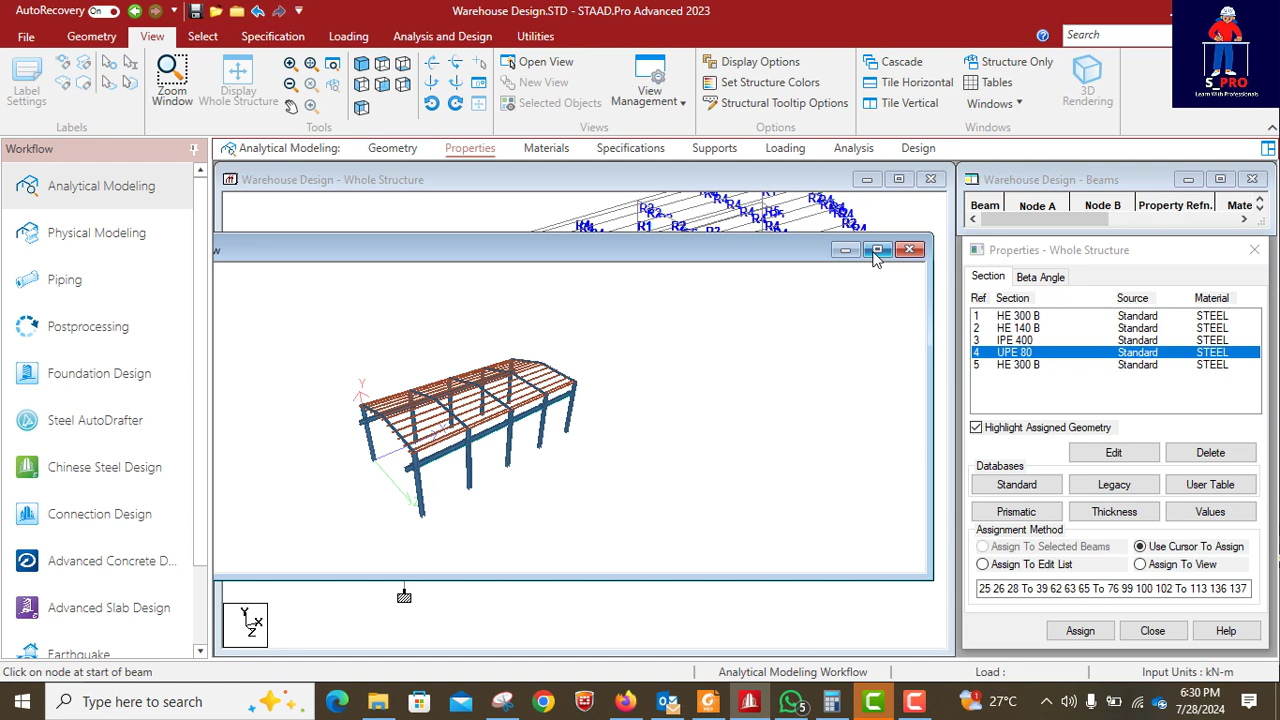 AutoRecovery On
Warehouse Design.STD - STAAD.Pro Advanced 2023
File Geometry View Select Specification Loading Analysis and Design Utilities
Search
S_PRO
Learn With Professionals
Label Settings
Zoom Window
Display Whole Structure
Open View
New View
Selected Objects
View Management
Display Options
Set Structure Colors
Structural Tooltip Options
Cascade
Tile Horizontal
Tile Vertical
Structure Only
Tables
Windows
3D Rendering
Labels Tools Views Options Windows
Workflow
Analytical Modeling: Geometry Properties Materials Specifications Supports Loading Analysis Design
Analytical Modeling
Physical Modeling
Piping
Postprocessing
Foundation Design
Steel AutoDrafter
Chinese Steel Design
Connection Design
Advanced Concrete D...
Advanced Slab Design
Earthquake
Warehouse Design - Whole Structure
R2 R4 R5 R1
Y
Y X Z
Warehouse Design - Beams
Beam Node A Node B Property Refn. Mate
Properties - Whole Structure
Section Beta Angle
Ref Section Source Material
1 HE 300 B Standard STEEL
2 HE 140 B Standard STEEL
3 IPE 400 Standard STEEL
4 UPE 80 Standard STEEL
5 HE 300 B Standard STEEL
Highlight Assigned Geometry
Edit Delete
Databases
Standard Legacy User Table
Prismatic Thickness Values
Assignment Method
Assign To Selected Beams Use Cursor To Assign
Assign To Edit List Assign To View
25 26 28 To 39 62 63 65 To 76 99 100 102 To 113 136 137
Assign Close Help
Click on node at start of beam
Analytical Modeling Workflow Load : Input Units : kN-m
Type here to search
5
27°C
6:30 PM
7/28/2024